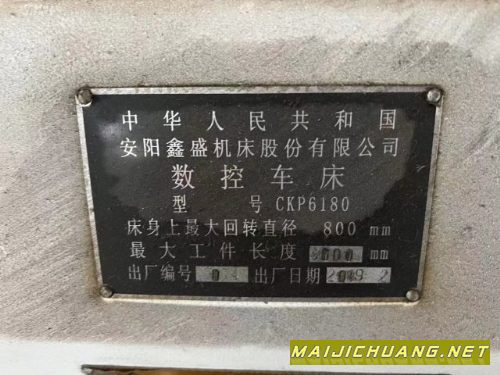 中华人民共和国
安阳鑫盛机床股份有限公司
数控车床
型 号 CKP6180
床身上最大回转直径 800 mm
最大工件长度 mm
出厂编号 出厂日期
MAIJICHUANG.NET